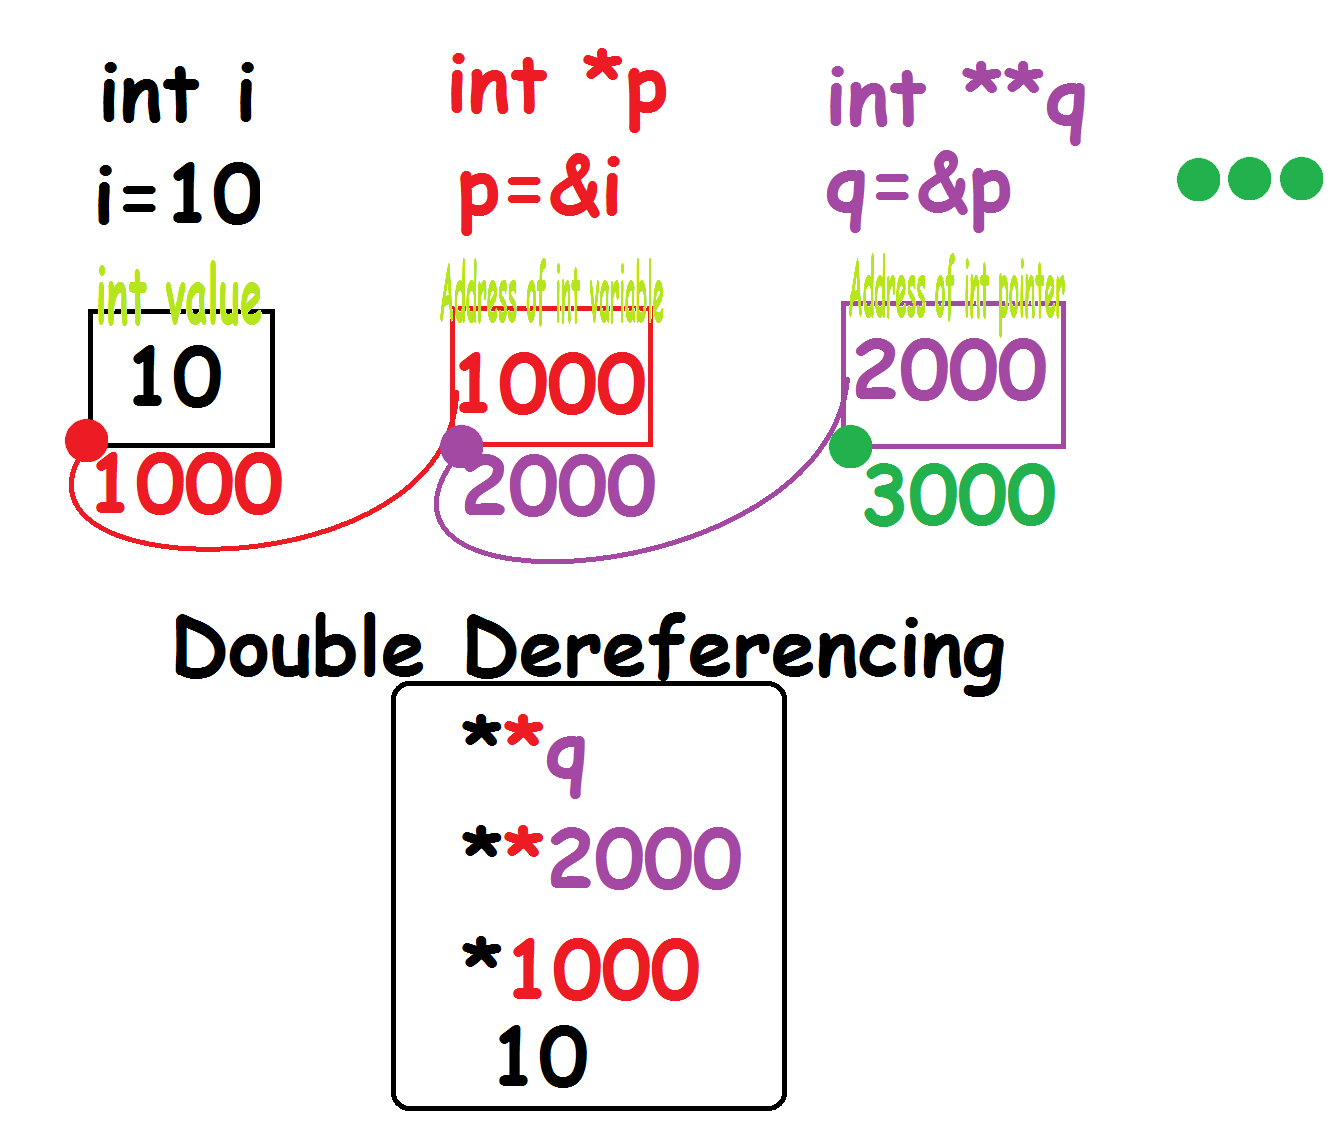 int i
i=10
int value
10
1000
int *p
p=&i
Address of int variable
1000
2000
int **q
q=&p
Address of int pointer
2000
3000
Double Dereferencing
**q
**2000
*1000
10